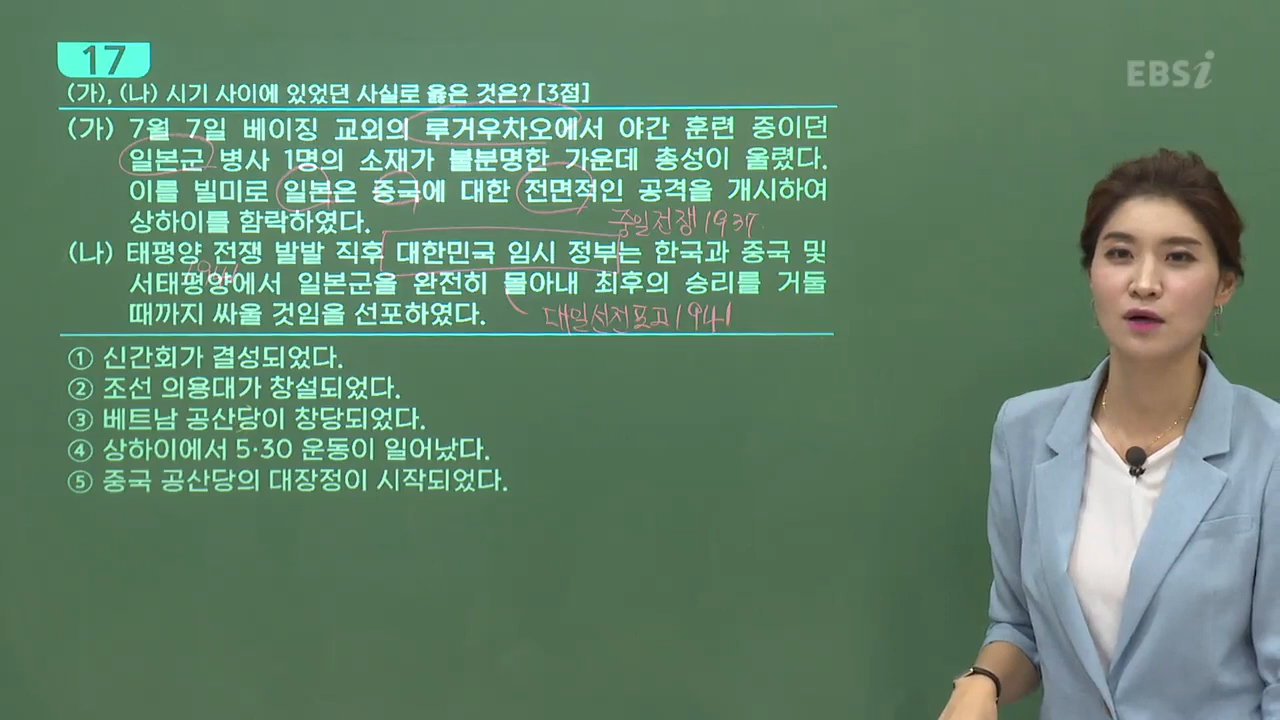 17
EBSi
(가), (나) 시기 사이에 있었던 사실로 옳은 것은? [3점]
(가) 7월 7일 베이징 교외의 루거우차오에서 야간 훈련 중이던
일본군 병사 1명의 소재가 불분명한 가운데 총성이 울렸다.
이를 빌미로 일본은 중국에 대한 전면적인 공격을 개시하여
상하이를 함락하였다.
중일전쟁 1937
(나) 태평양 전쟁 발발 직후 대한민국 임시 정부는 한국과 중국 및
1941
서태평양에서 일본군을 완전히 몰아내 최후의 승리를 거둘
때까지 싸울 것임을 선포하였다.
대일선전포고 1941
① 신간회가 결성되었다.
② 조선 의용대가 창설되었다.
③ 베트남 공산당이 창당되었다.
④ 상하이에서 5·30 운동이 일어났다.
⑤ 중국 공산당의 대장정이 시작되었다.